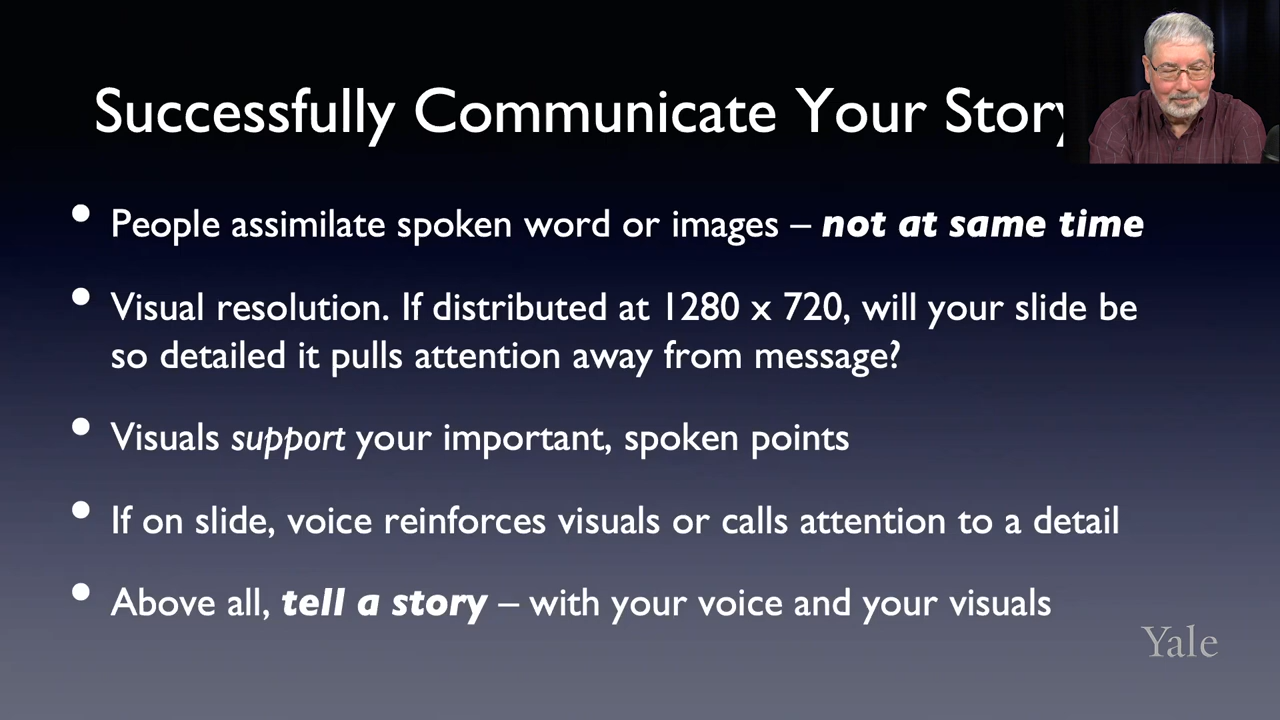 Successfully Communicate Your Story
• People assimilate spoken word or images – not at same time
• Visual resolution. If distributed at 1280 x 720, will your slide be
so detailed it pulls attention away from message?
• Visuals support your important, spoken points
• If on slide, voice reinforces visuals or calls attention to a detail
• Above all, tell a story – with your voice and your visuals
Yale